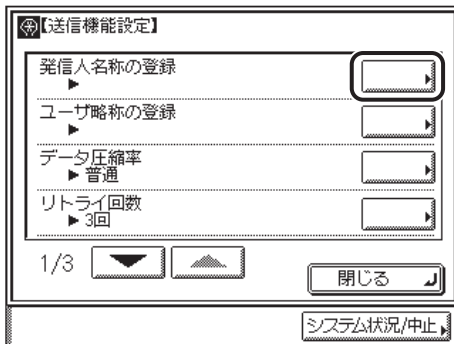 【送信機能設定】
発信人名称の登録
▶
ユーザ略称の登録
▶
データ圧縮率
▶ 普通
リトライ回数
▶ 3回
1/3
閉じる
システム状況/中止